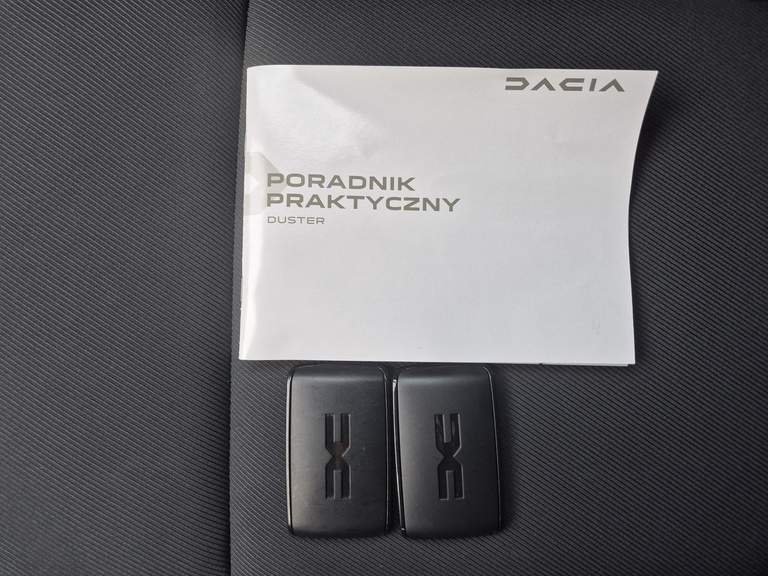 DACIA
PORADNIK
PRAKTYCZNY
DUSTER